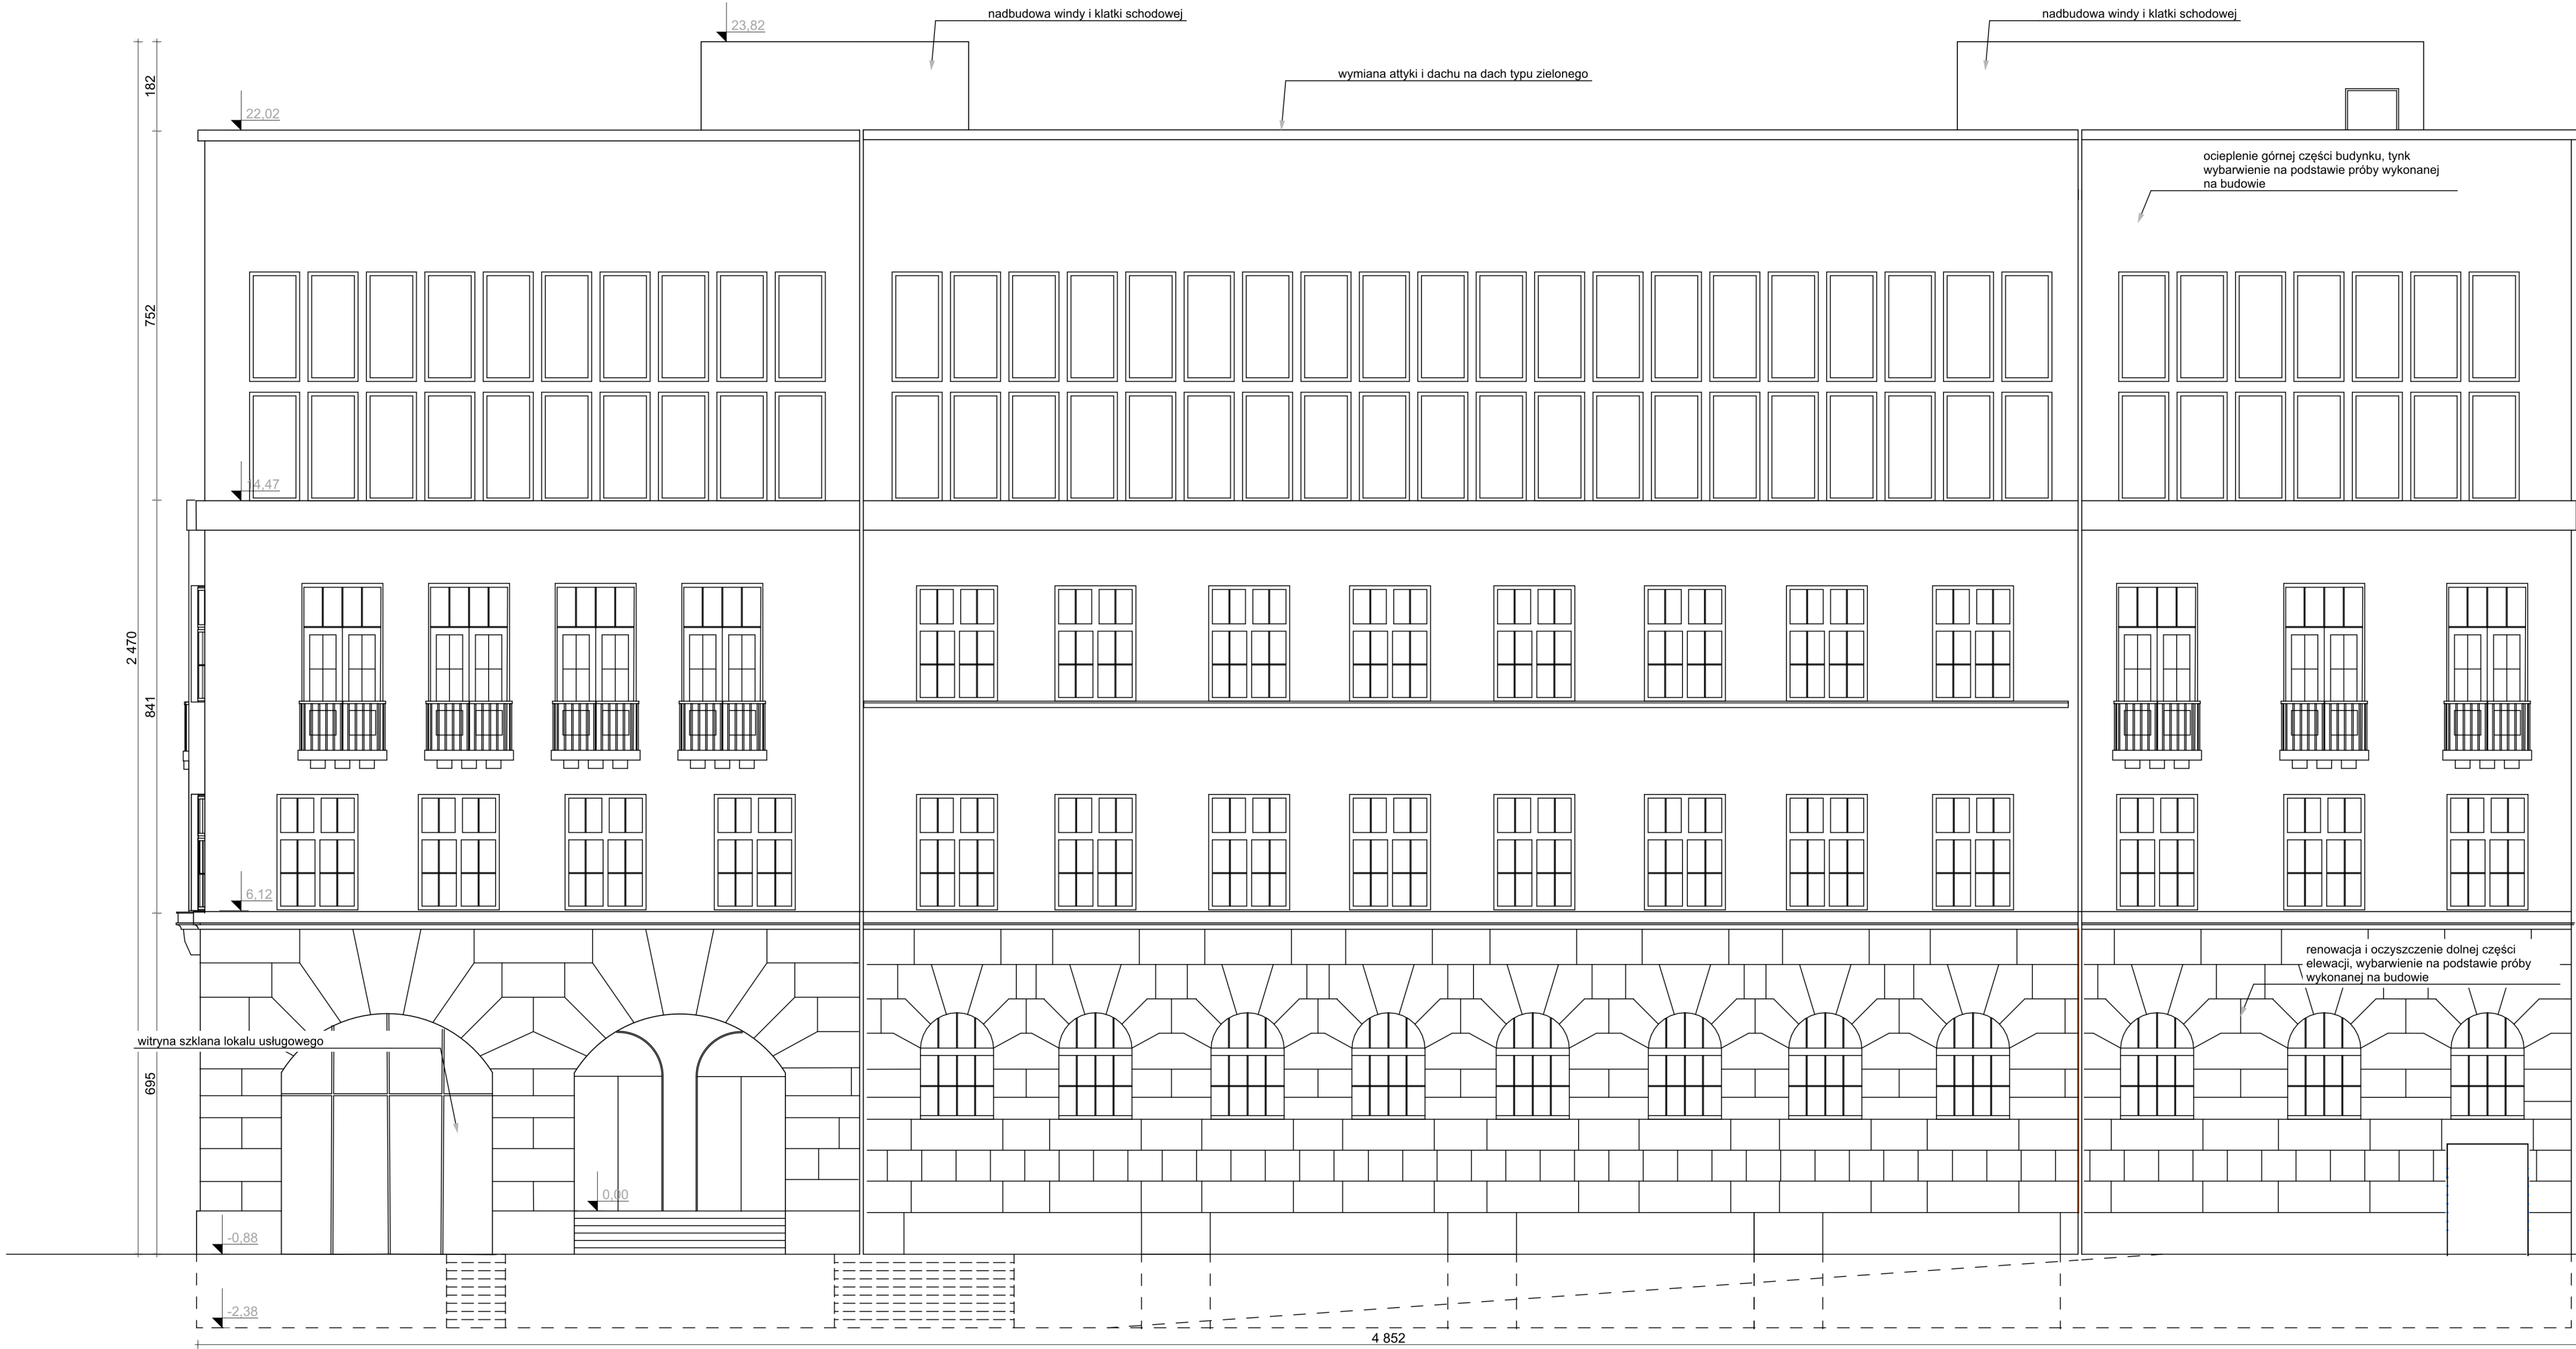 nadbudowa windy i klatki schodowej
nadbudowa windy i klatki schodowej
23,82
wymiana attyki i dachu na dach typu zielonego
182
22,02
ocieplenie górnej części budynku, tynk
wybarwienie na podstawie próby wykonanej
na budowie
752
14,47
2 470
841
6,12
renowacja i oczyszczenie dolnej części
elewacji, wybarwienie na podstawie próby
wykonanej na budowie
witryna szklana lokalu usługowego
695
0,00
-0,88
-2,38
4 852